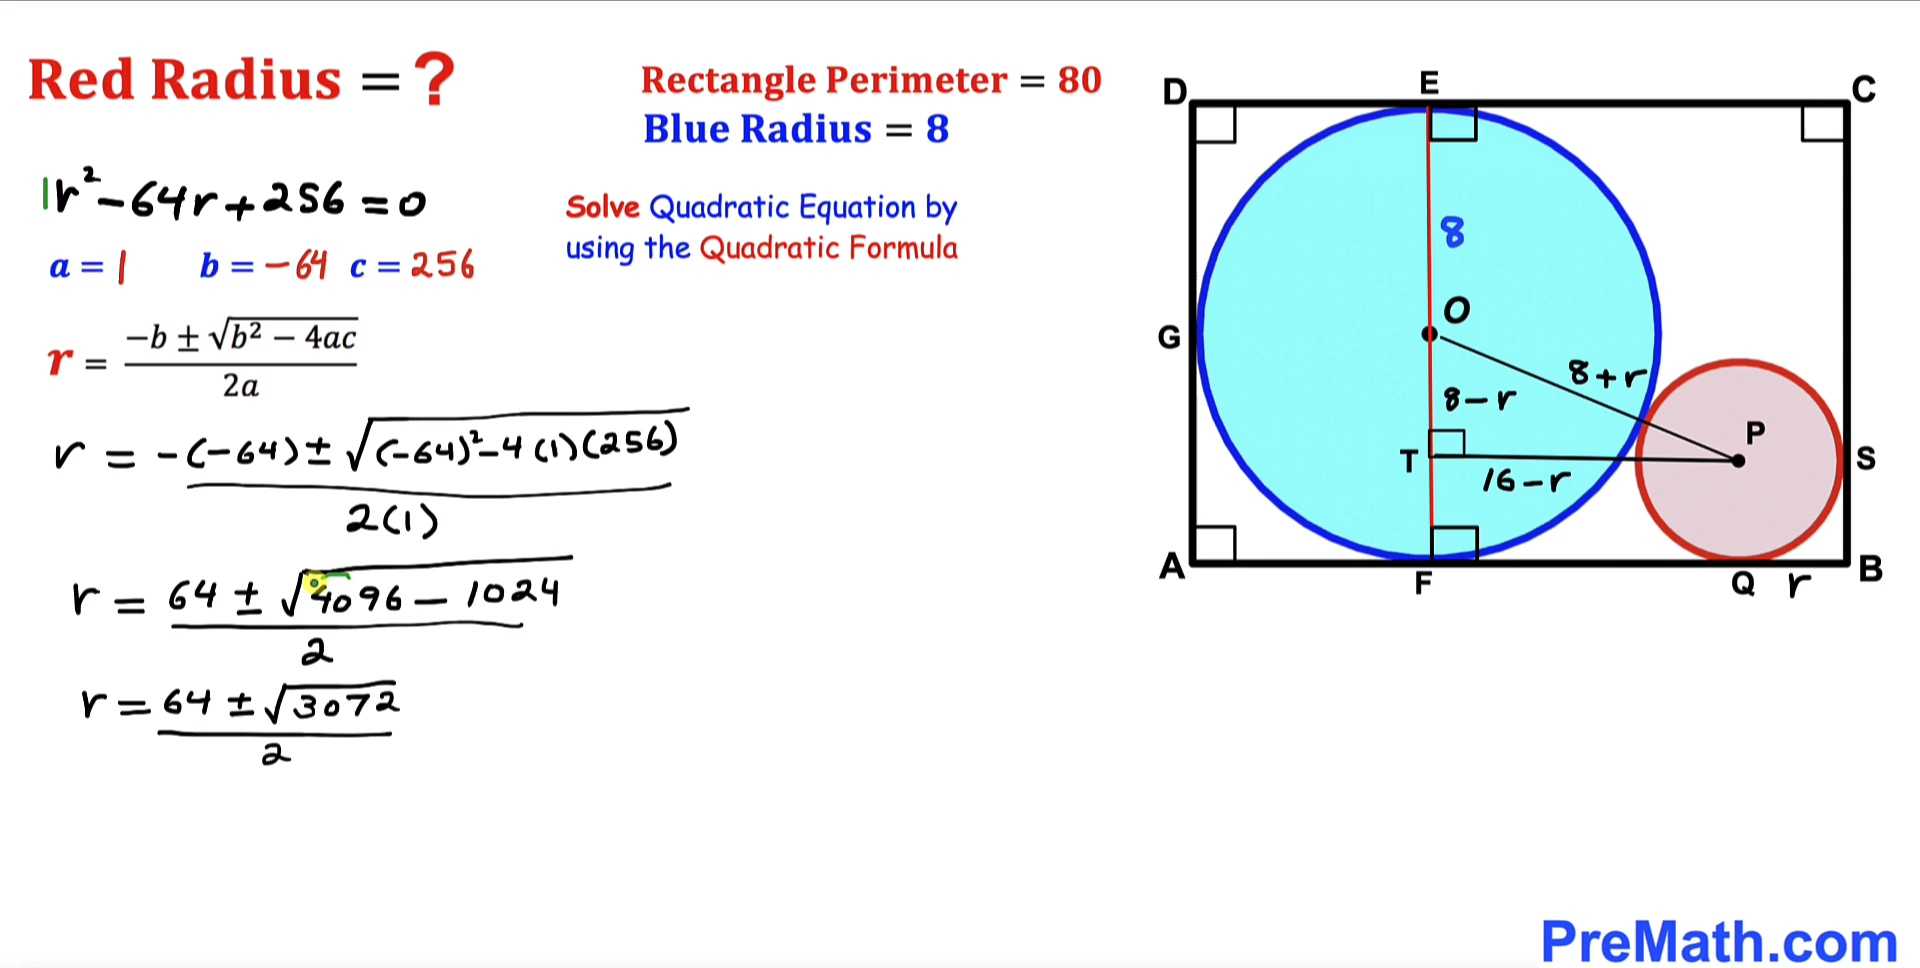 Red Radius = ?
Rectangle Perimeter = 80
Blue Radius = 8
1r² - 64r + 256 = 0
a = 1 b = -64 c = 256
Solve Quadratic Equation by
using the Quadratic Formula
r = (-b ± √(b² − 4ac)) / 2a
r = (-(-64) ± √((-64)² - 4(1)(256))) / 2(1)
r = (64 ± √(4096 - 1024)) / 2
r = (64 ± √3072) / 2
D E C
8
O
G
8+r
8-r
P
T S
16-r
A F Q r B
PreMath.com